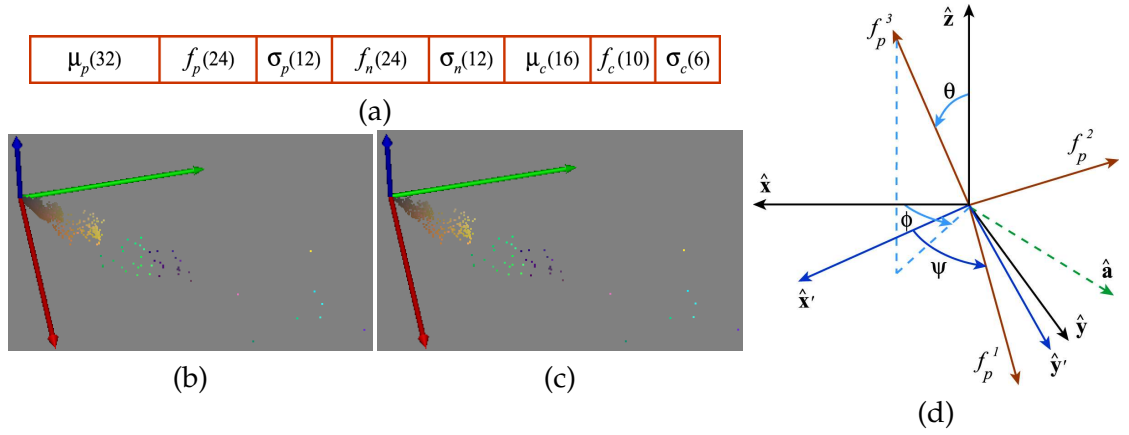 μp(32) fp(24) σp(12) fn(24) σn(12) μc(16) fc(10) σc(6)
(a)
(b)
(c)
ẑ
fp³
θ
fp²
x̂
ϕ
ψ
â
x̂′
ŷ
ŷ′
fp¹
(d)